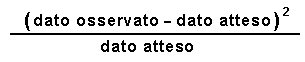 (dato osservato – dato atteso)²
dato atteso